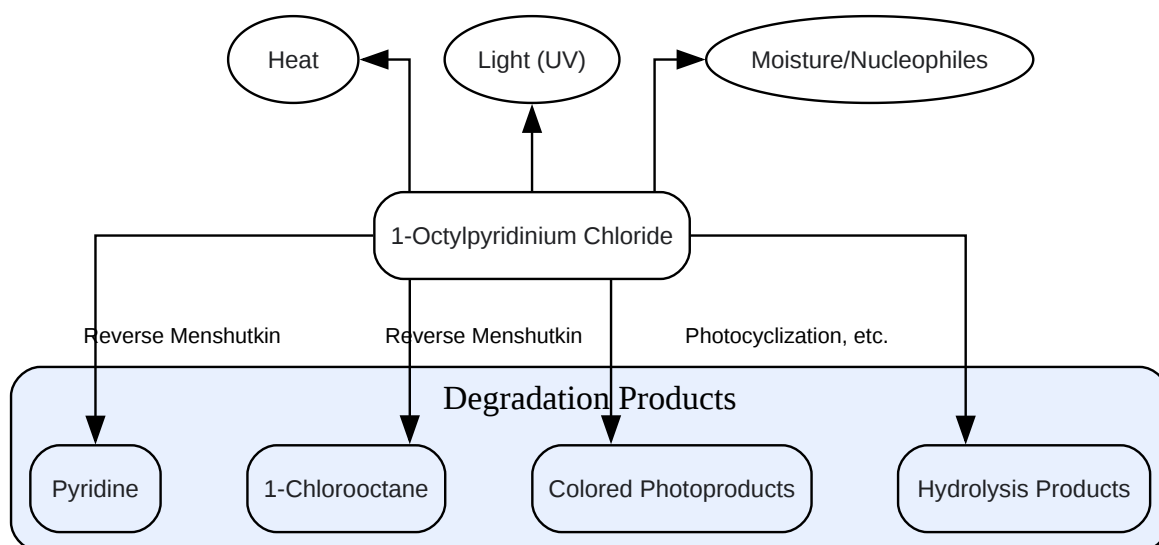 Heat
Light (UV)
Moisture/Nucleophiles
1-Octylpyridinium Chloride
Reverse Menshutkin
Reverse Menshutkin
Photocyclization, etc.
Degradation Products
Pyridine
1-Chlorooctane
Colored Photoproducts
Hydrolysis Products